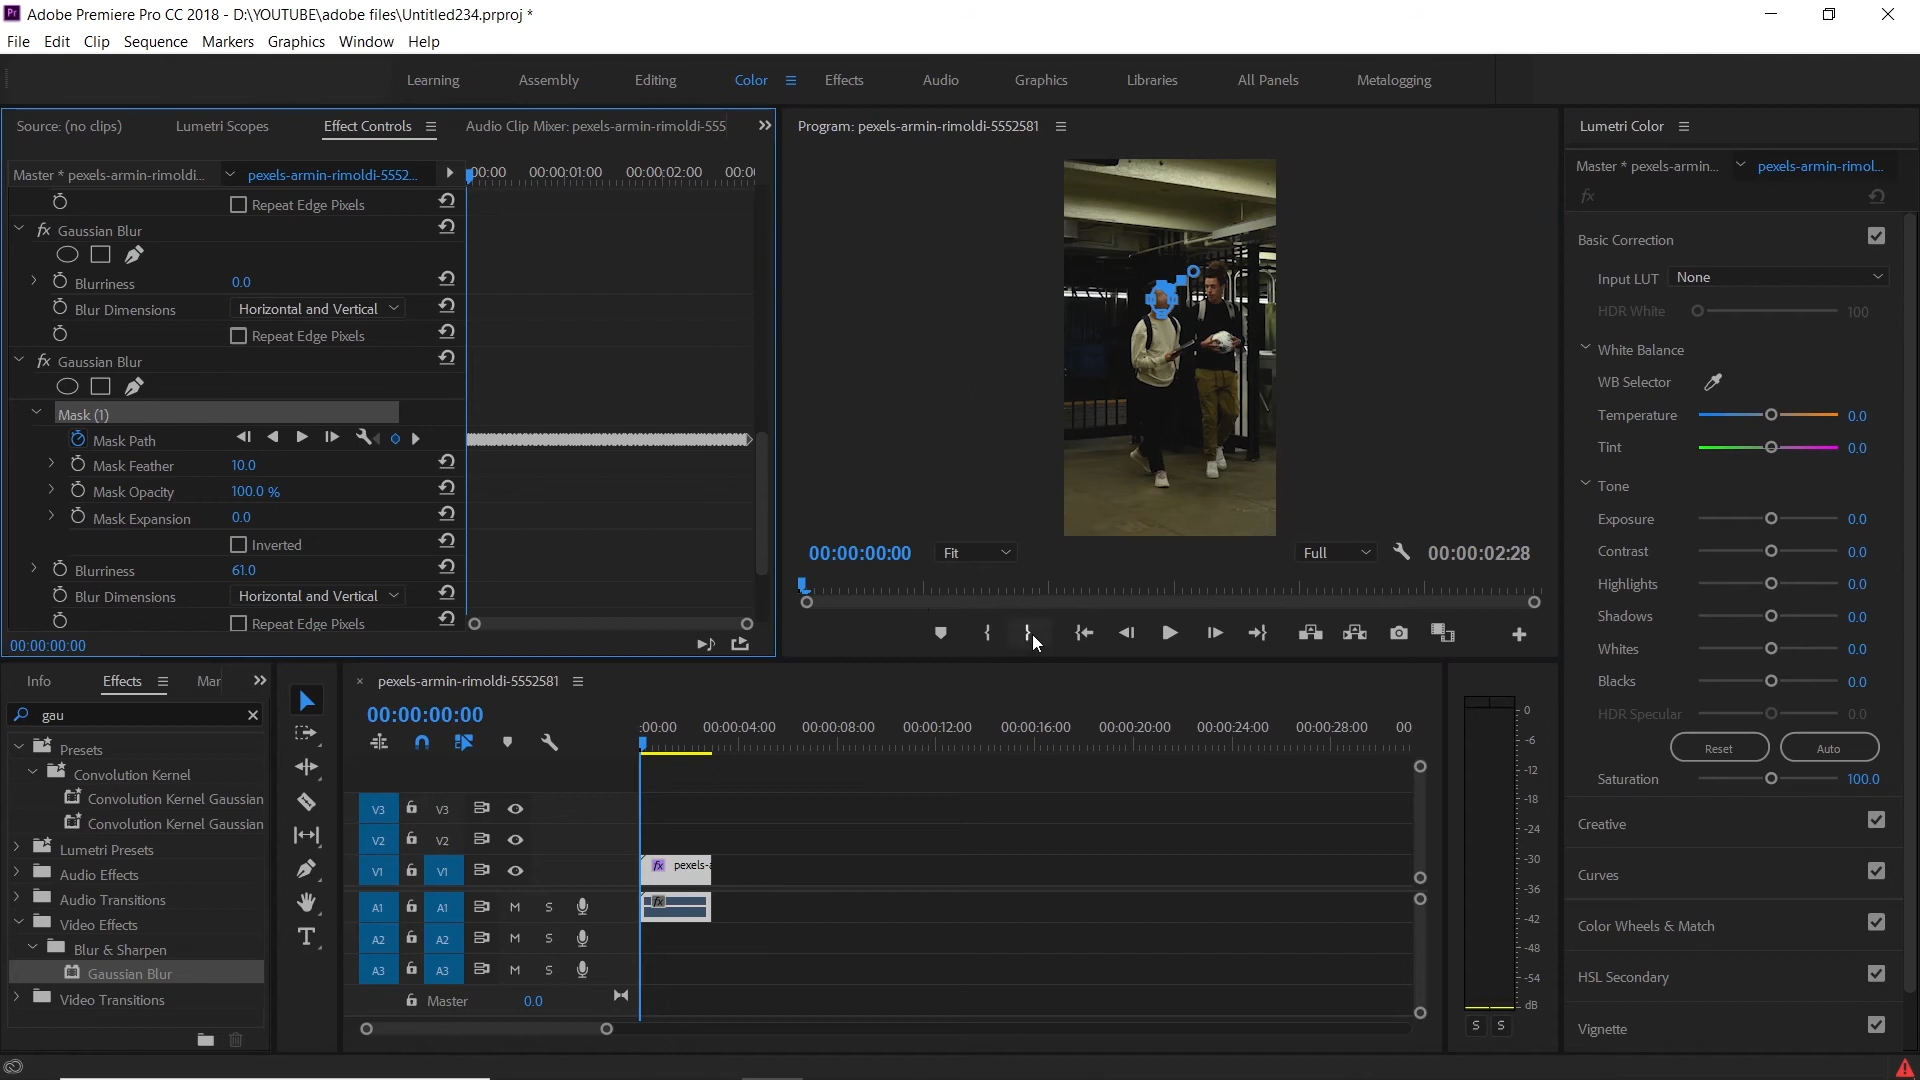 Pr Adobe Premiere Pro CC 2018 - D:\YOUTUBE\adobe files\Untitled234.prproj *
File Edit Clip Sequence Markers Graphics Window Help
Learning Assembly Editing Color Effects Audio Graphics Libraries All Panels Metalogging
Source: (no clips) Lumetri Scopes Effect Controls Audio Clip Mixer: pexels-armin-rimoldi-555
Master * pexels-armin-rimoldi... pexels-armin-rimoldi-5552...
00:00 00:00:01:00 00:00:02:00 00:0
Repeat Edge Pixels
fx Gaussian Blur
Blurriness 0.0
Blur Dimensions Horizontal and Vertical
Repeat Edge Pixels
fx Gaussian Blur
Mask (1)
Mask Path
Mask Feather 10.0
Mask Opacity 100.0 %
Mask Expansion 0.0
Inverted
Blurriness 61.0
Blur Dimensions Horizontal and Vertical
Repeat Edge Pixels
00:00:00:00
Program: pexels-armin-rimoldi-5552581
00:00:00:00 Fit Full 00:00:02:28
Lumetri Color
Master * pexels-armin... pexels-armin-rimol...
fx
Basic Correction
Input LUT None
HDR White 100
White Balance
WB Selector
Temperature 0.0
Tint 0.0
Tone
Exposure 0.0
Contrast 0.0
Highlights 0.0
Shadows 0.0
Whites 0.0
Blacks 0.0
HDR Specular 0.0
Reset Auto
Saturation 100.0
Creative
Curves
Color Wheels & Match
HSL Secondary
Vignette
Info Effects Mar
gau
Presets
Convolution Kernel
Convolution Kernel Gaussian
Convolution Kernel Gaussian
Lumetri Presets
Audio Effects
Audio Transitions
Video Effects
Blur & Sharpen
Gaussian Blur
Video Transitions
× pexels-armin-rimoldi-5552581
00:00:00:00
:00:00 00:00:04:00 00:00:08:00 00:00:12:00 00:00:16:00 00:00:20:00 00:00:24:00 00:00:28:00 00
V3 V3
V2 V2
V1 V1 fx pexels-a
A1 A1 M S fx
A2 A2 M S
A3 A3 M S
Master 0.0
0
-6
-12
-18
-24
-30
-36
-42
-48
-54
dB
S S